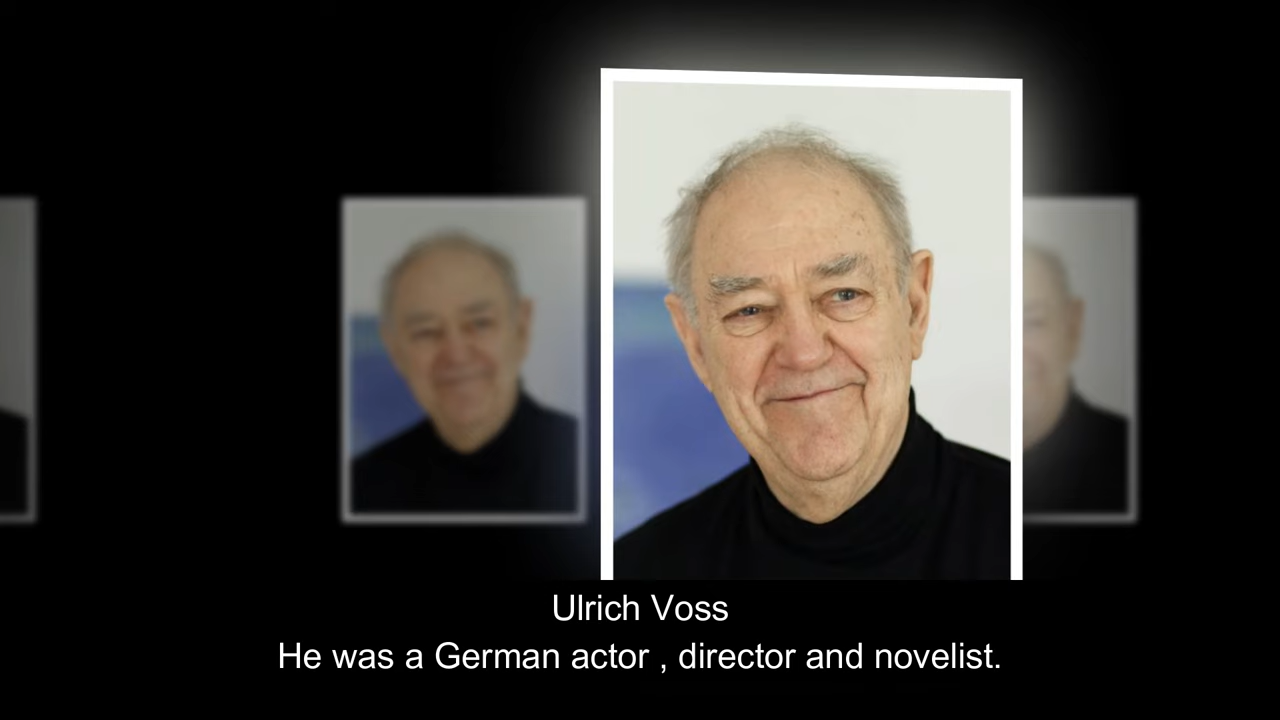 Ulrich Voss
He was a German actor , director and novelist.